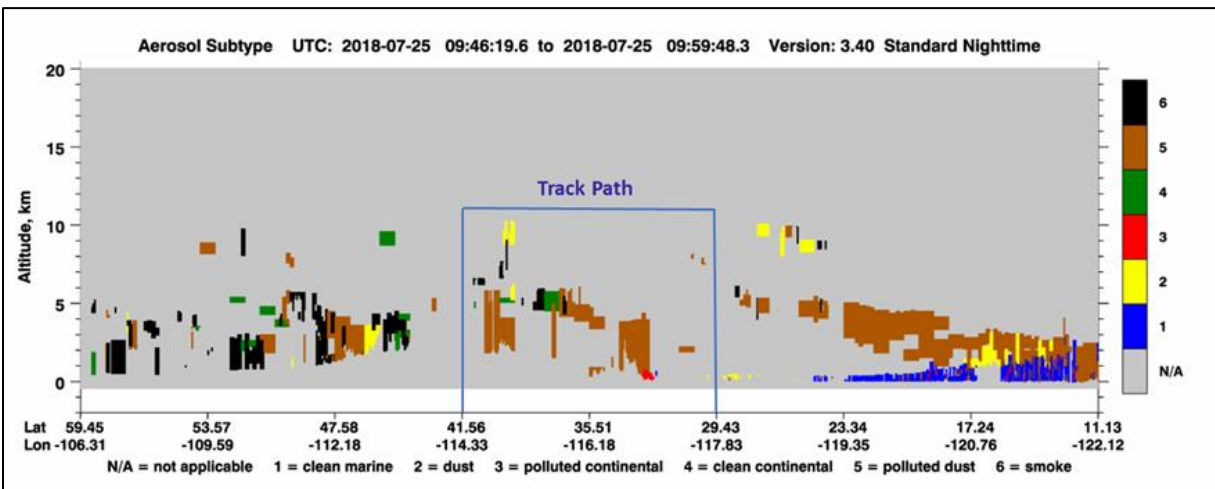 Aerosol Subtype UTC: 2018-07-25 09:46:19.6 to 2018-07-25 09:59:48.3 Version: 3.40 Standard Nighttime
20
15
10
5
0
Altitude, km
Track Path
6
5
4
3
2
1
N/A
Lat 59.45 53.57 47.58 41.56 35.51 29.43 23.34 17.24 11.13
Lon -106.31 -109.59 -112.18 -114.33 -116.18 -117.83 -119.35 -120.76 -122.12
N/A = not applicable 1 = clean marine 2 = dust 3 = polluted continental 4 = clean continental 5 = polluted dust 6 = smoke